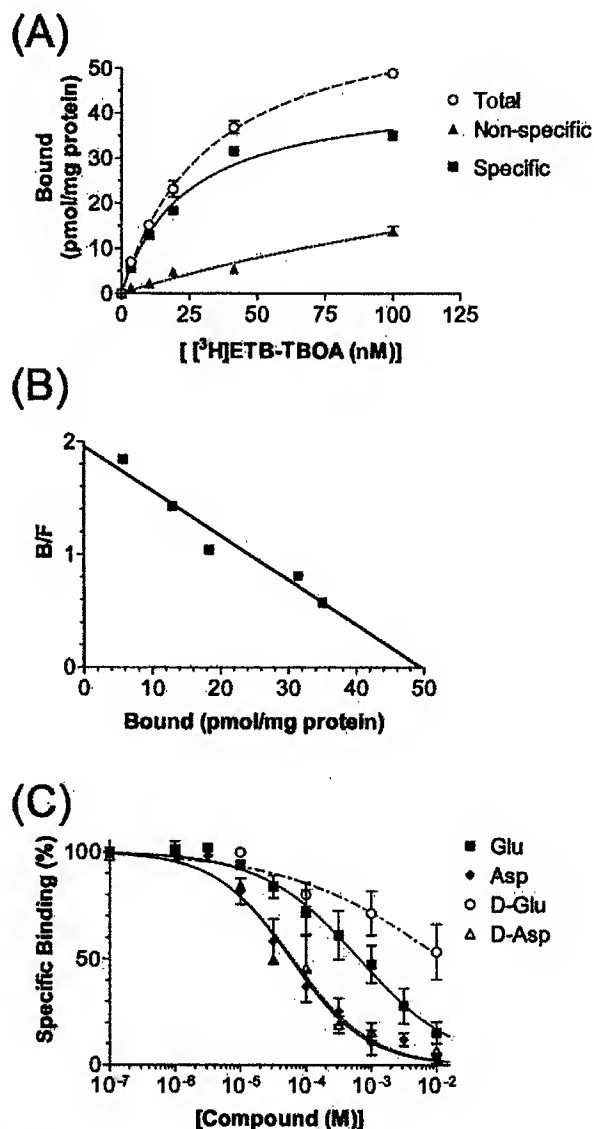 (A)
50
40
30
20
10
0
Bound
(pmol/mg protein)
0 25 50 75 100 125
[ [³H]ETB-TBOA (nM)]
Total
Non-specific
Specific
(B)
2
1
0
B/F
0 10 20 30 40 50
Bound (pmol/mg protein)
(C)
100
50
0
Specific Binding (%)
10⁻⁷ 10⁻⁶ 10⁻⁵ 10⁻⁴ 10⁻³ 10⁻²
[Compound (M)]
Glu
Asp
D-Glu
D-Asp